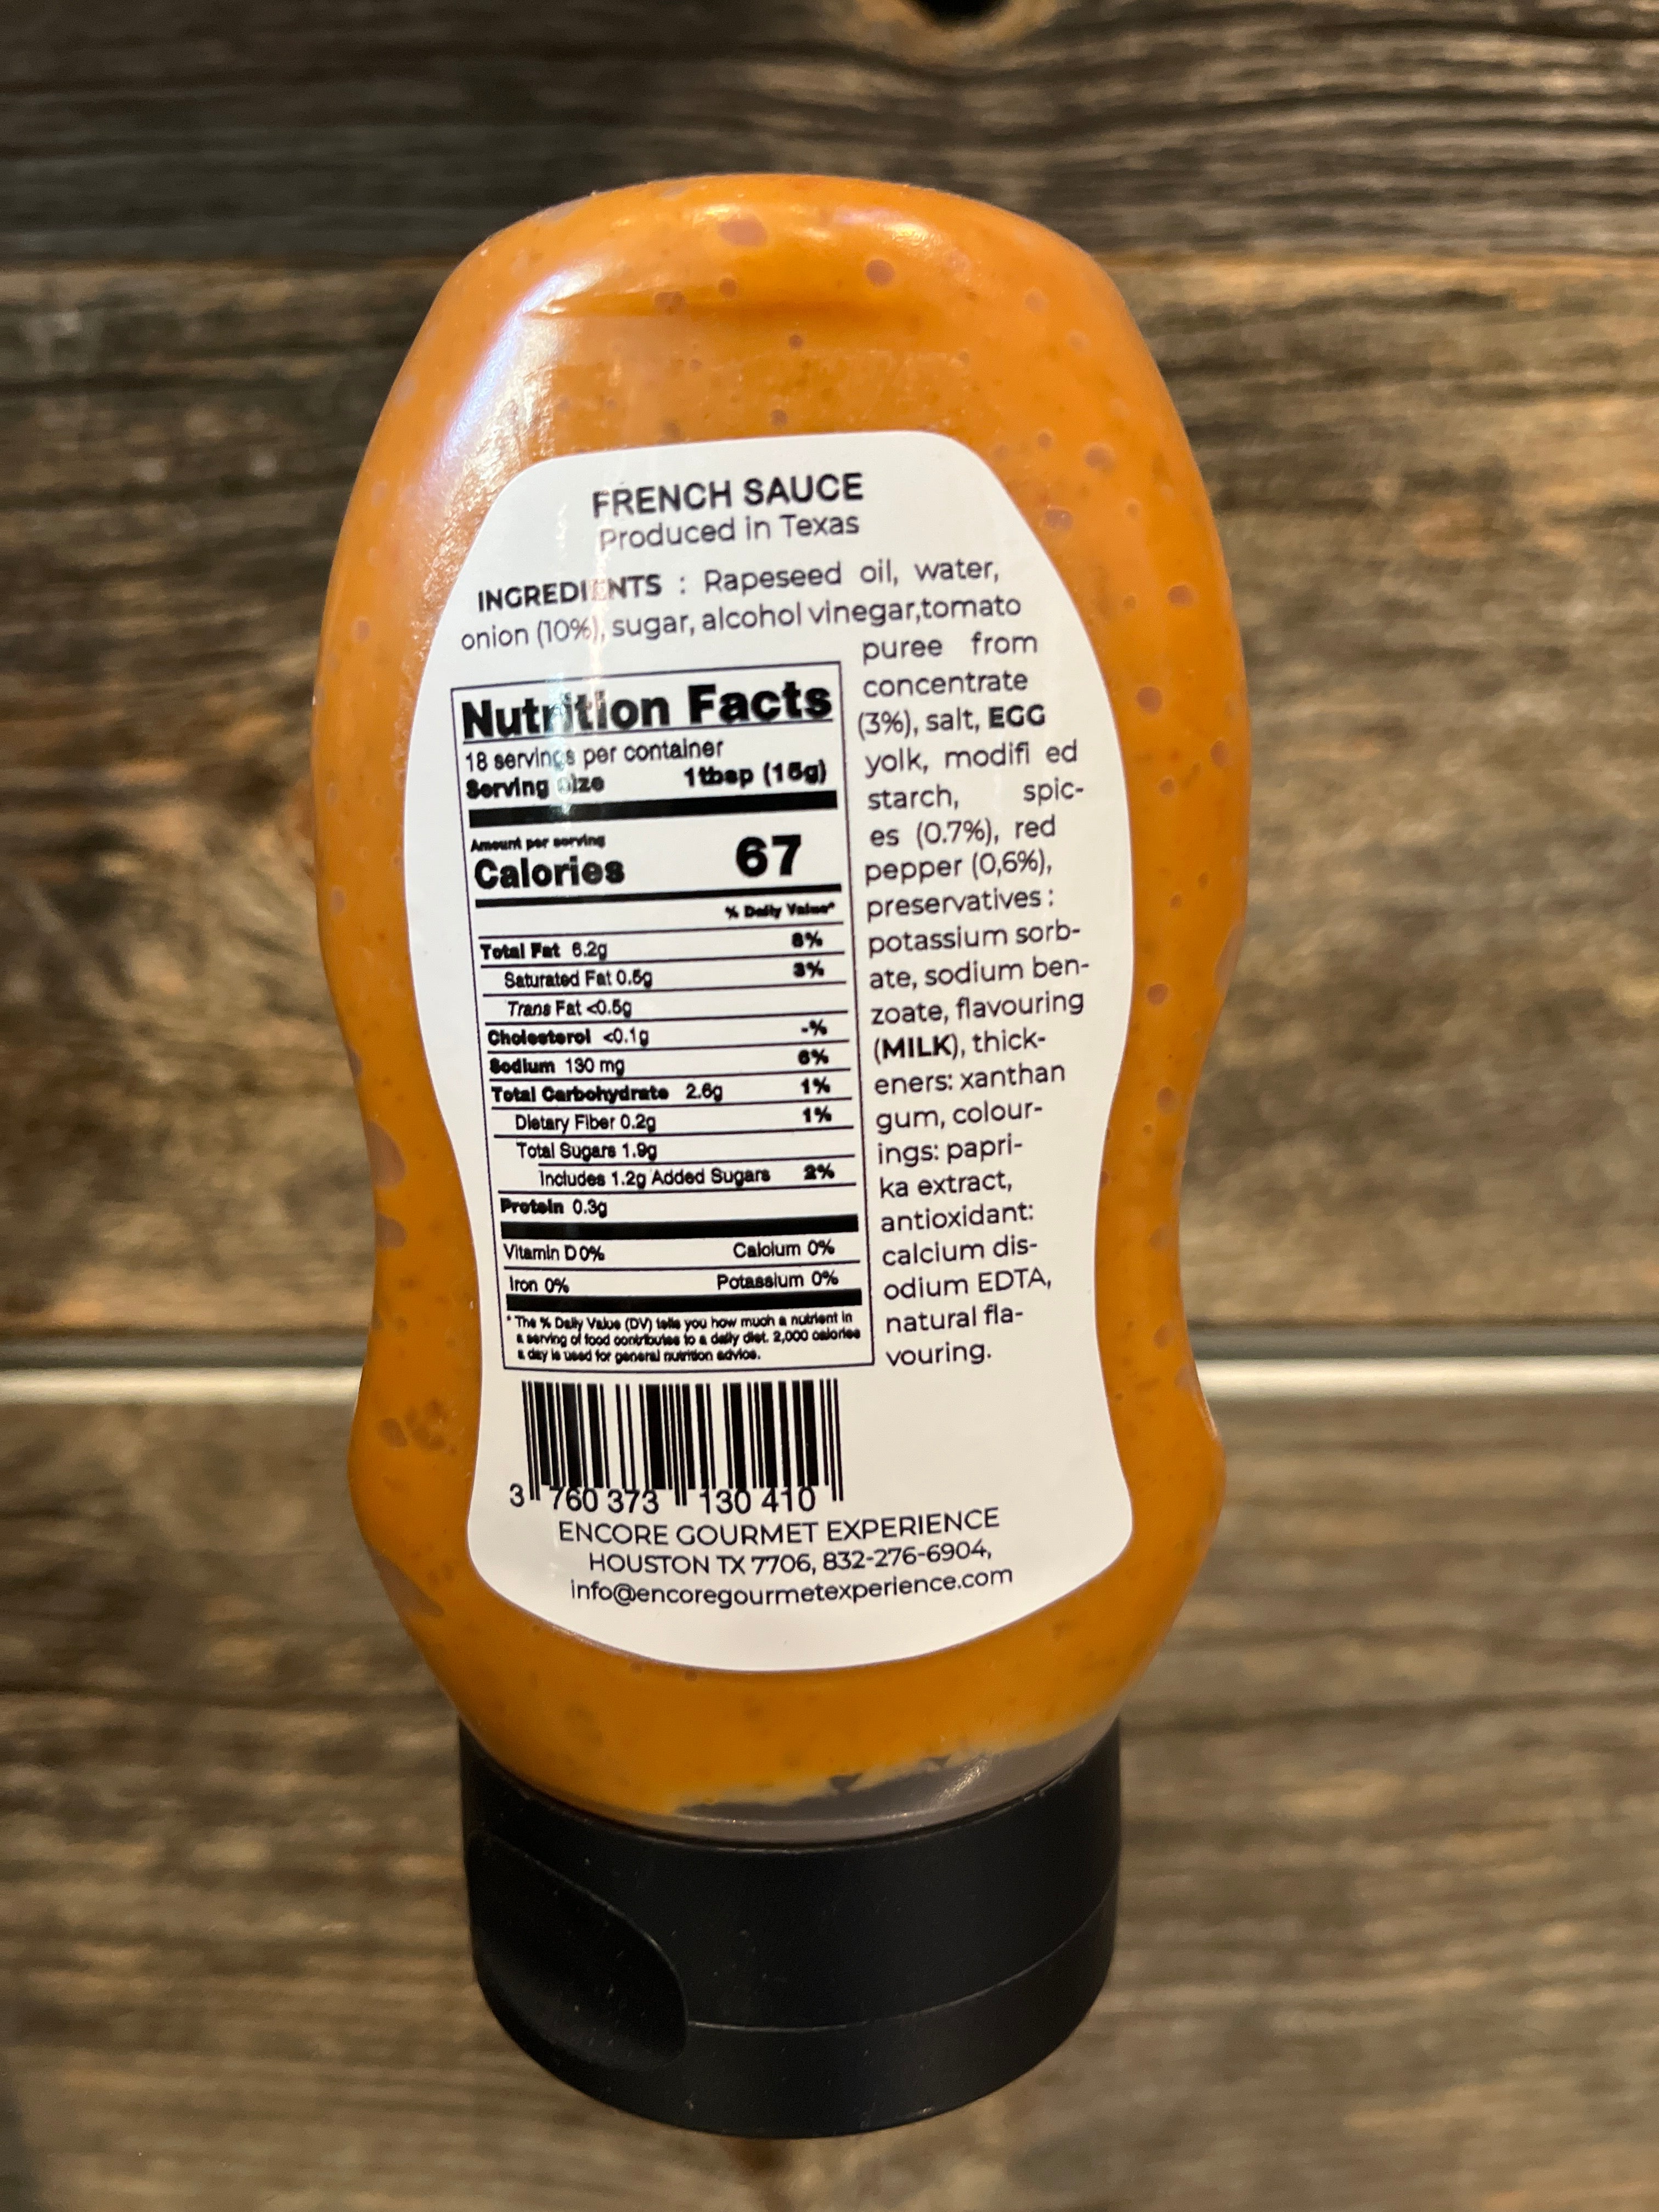 FRENCH SAUCE
Produced in Texas
INGREDIENTS : Rapeseed oil, water,
onion (10%), sugar, alcohol vinegar,tomato
puree from
concentrate
(3%), salt, EGG
yolk, modifi ed
starch, spic-
es (0.7%), red
pepper (0,6%),
preservatives :
potassium sorb-
ate, sodium ben-
zoate, flavouring
(MILK), thick-
eners: xanthan
gum, colour-
ings: papri-
ka extract,
antioxidant:
calcium dis-
odium EDTA,
natural fla-
vouring.
Nutrition Facts
18 servings per container
Serving size 1tbsp (15g)
Amount per serving
Calories 67
% Daily Value*
Total Fat 6.2g 8%
Saturated Fat 0.5g 3%
Trans Fat <0.5g
Cholesterol <0.1g -%
Sodium 130 mg 6%
Total Carbohydrate 2.6g 1%
Dietary Fiber 0.2g 1%
Total Sugars 1.9g
Includes 1.2g Added Sugars 2%
Protein 0.3g
Vitamin D 0% Calcium 0%
Iron 0% Potassium 0%
* The % Daily Value (DV) tells you how much a nutrient in
a serving of food contributes to a daily diet. 2,000 calories
a day is used for general nutrition advice.
3 760 373 130 410
ENCORE GOURMET EXPERIENCE
HOUSTON TX 7706, 832-276-6904,
info@encoregourmetexperience.com